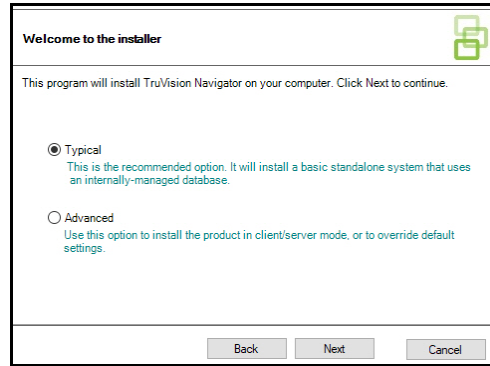 Welcome to the installer
This program will install TruVision Navigator on your computer. Click Next to continue.
Typical
This is the recommended option. It will install a basic standalone system that uses
an internally-managed database.
Advanced
Use this option to install the product in client/server mode, or to override default
settings.
Back Next Cancel